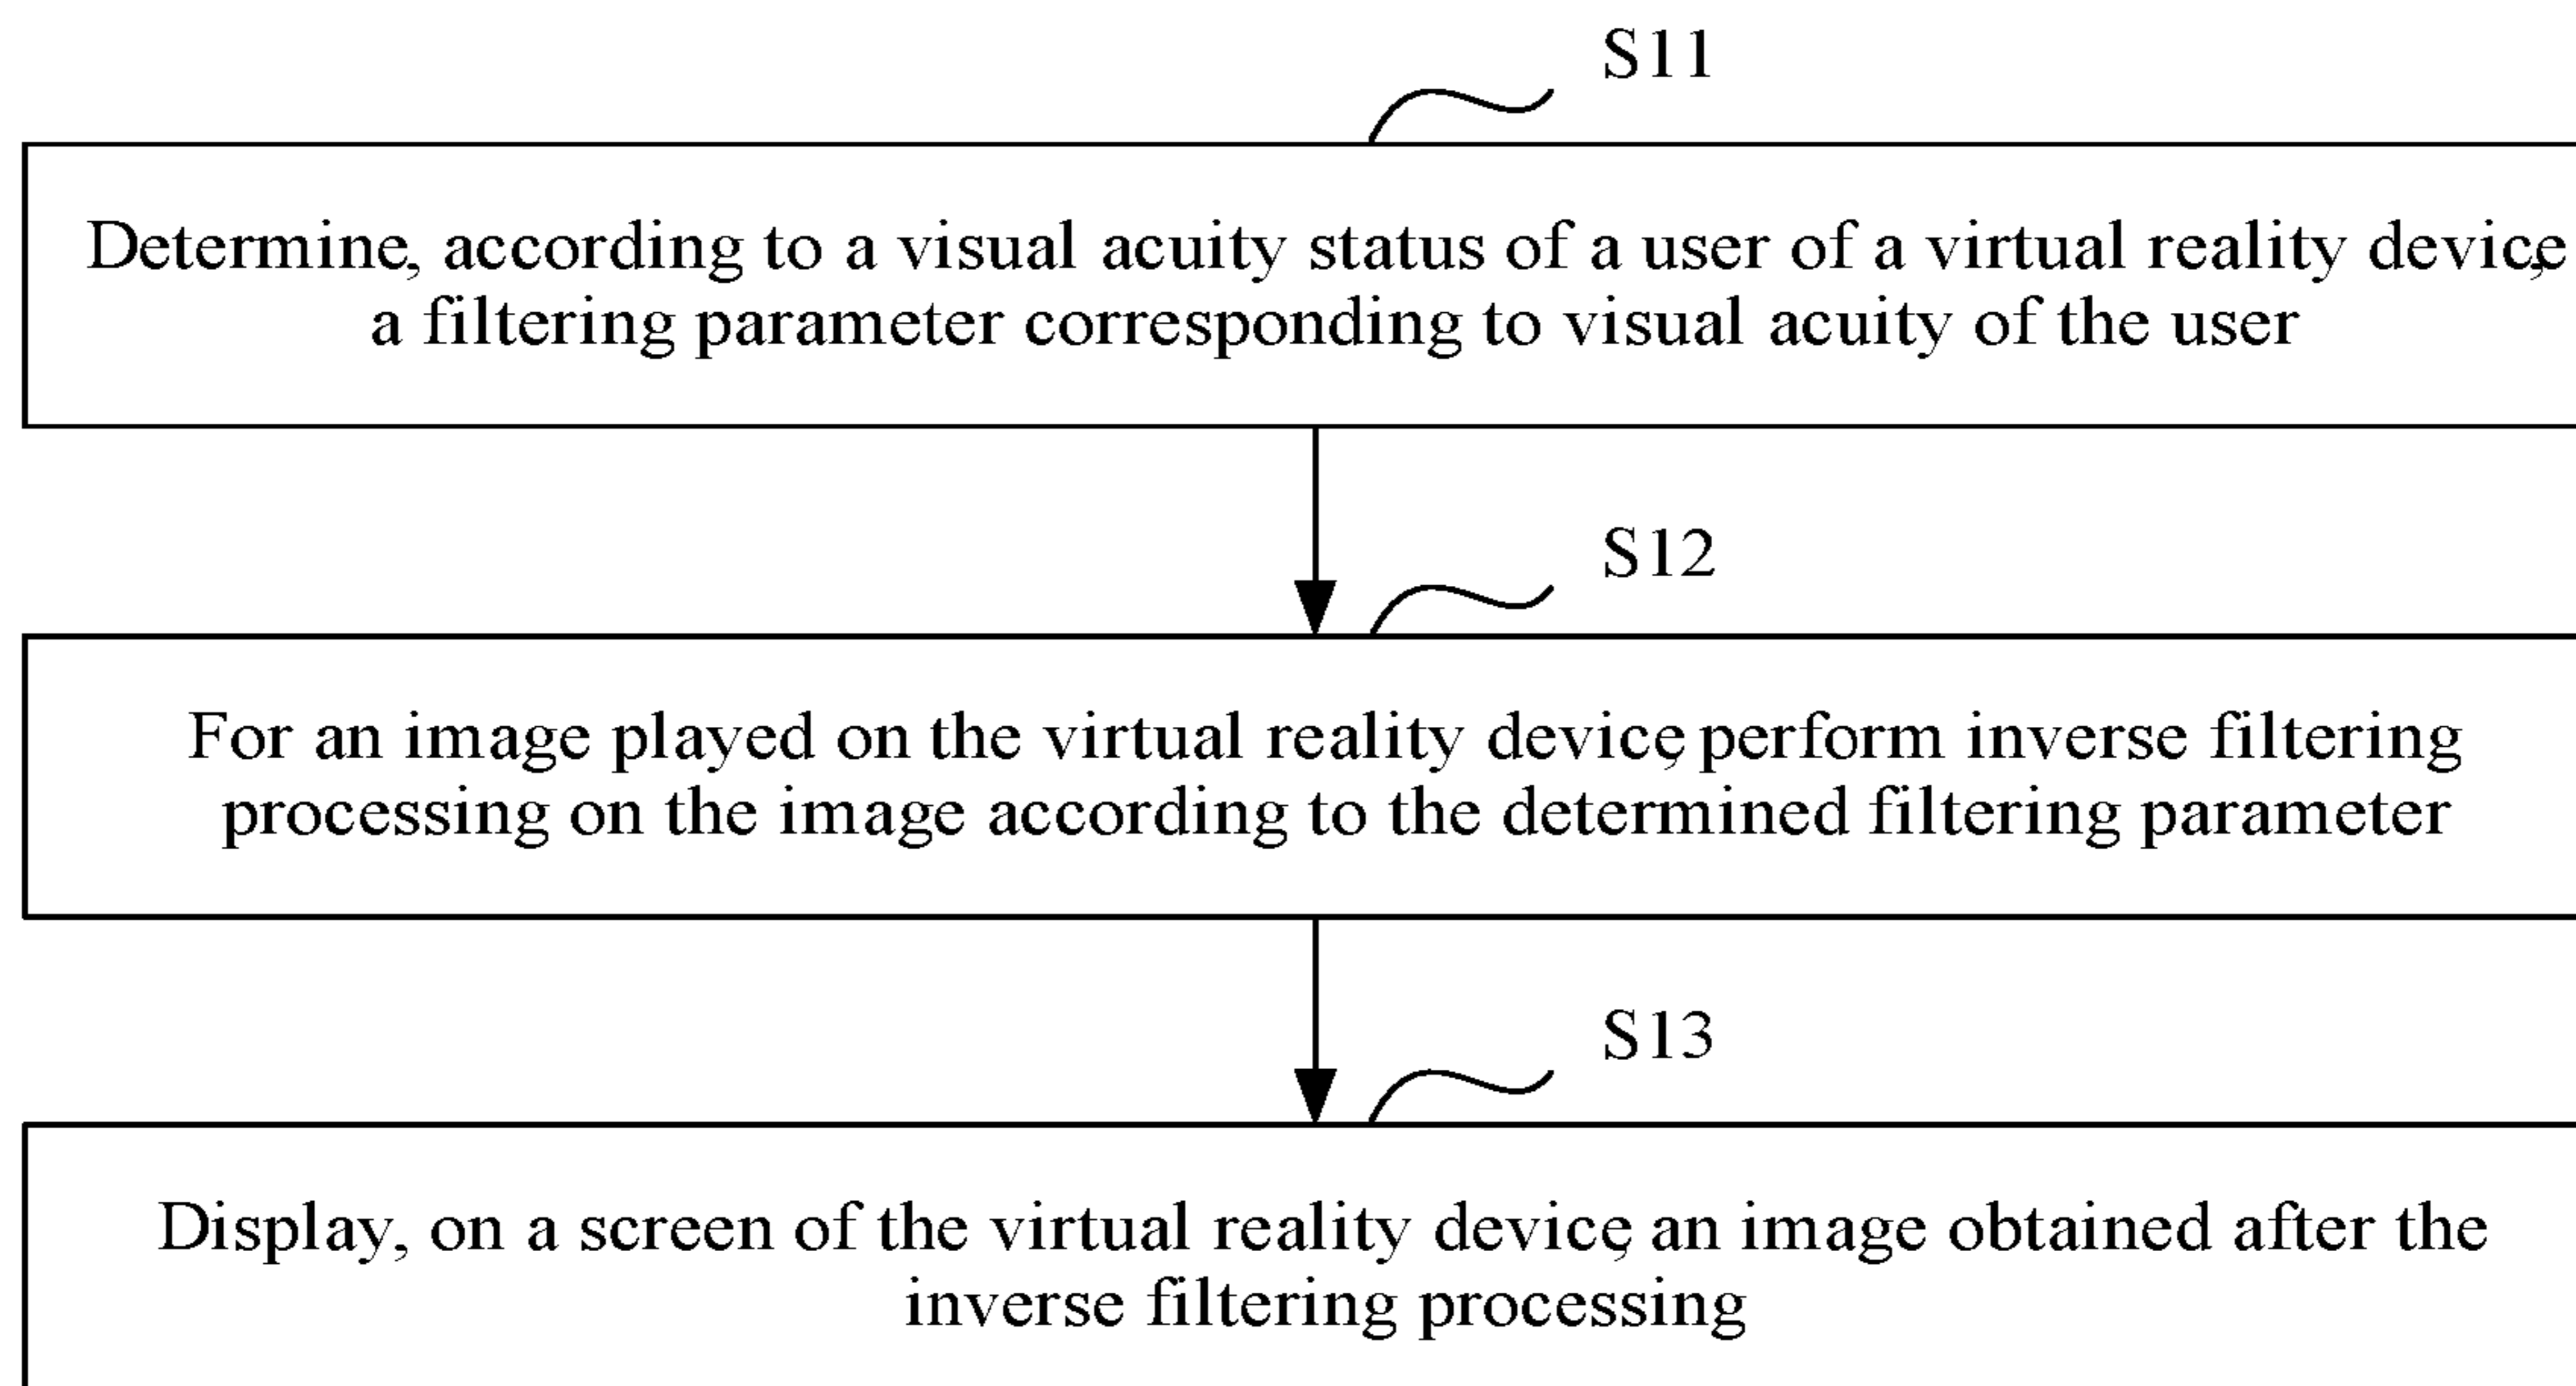 S11
Determine, according to a visual acuity status of a user of a virtual reality device,
a filtering parameter corresponding to visual acuity of the user
S12
For an image played on the virtual reality device, perform inverse filtering
processing on the image according to the determined filtering parameter
S13
Display, on a screen of the virtual reality device, an image obtained after the
inverse filtering processing